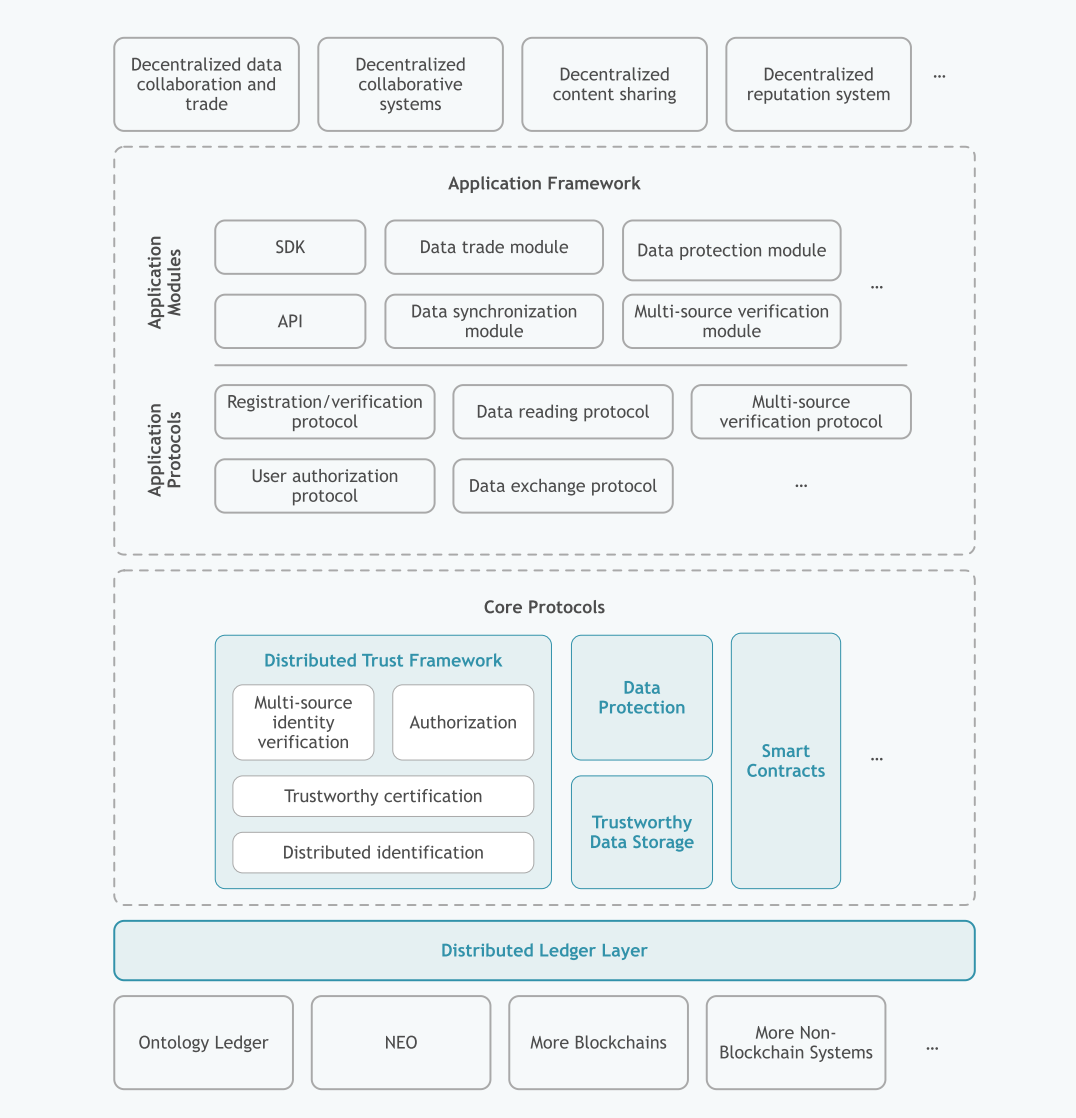 Decentralized data
collaboration and
trade
Decentralized
collaborative
systems
Decentralized
content sharing
Decentralized
reputation system
...
Application Framework
Application
Modules
SDK
Data trade module
Data protection module
...
API
Data synchronization
module
Multi-source verification
module
Application
Protocols
Registration/verification
protocol
Data reading protocol
Multi-source
verification protocol
User authorization
protocol
Data exchange protocol
...
Core Protocols
Distributed Trust Framework
Multi-source
identity
verification
Authorization
Trustworthy certification
Distributed identification
Data
Protection
Trustworthy
Data Storage
Smart
Contracts
...
Distributed Ledger Layer
Ontology Ledger
NEO
More Blockchains
More Non-
Blockchain Systems
...